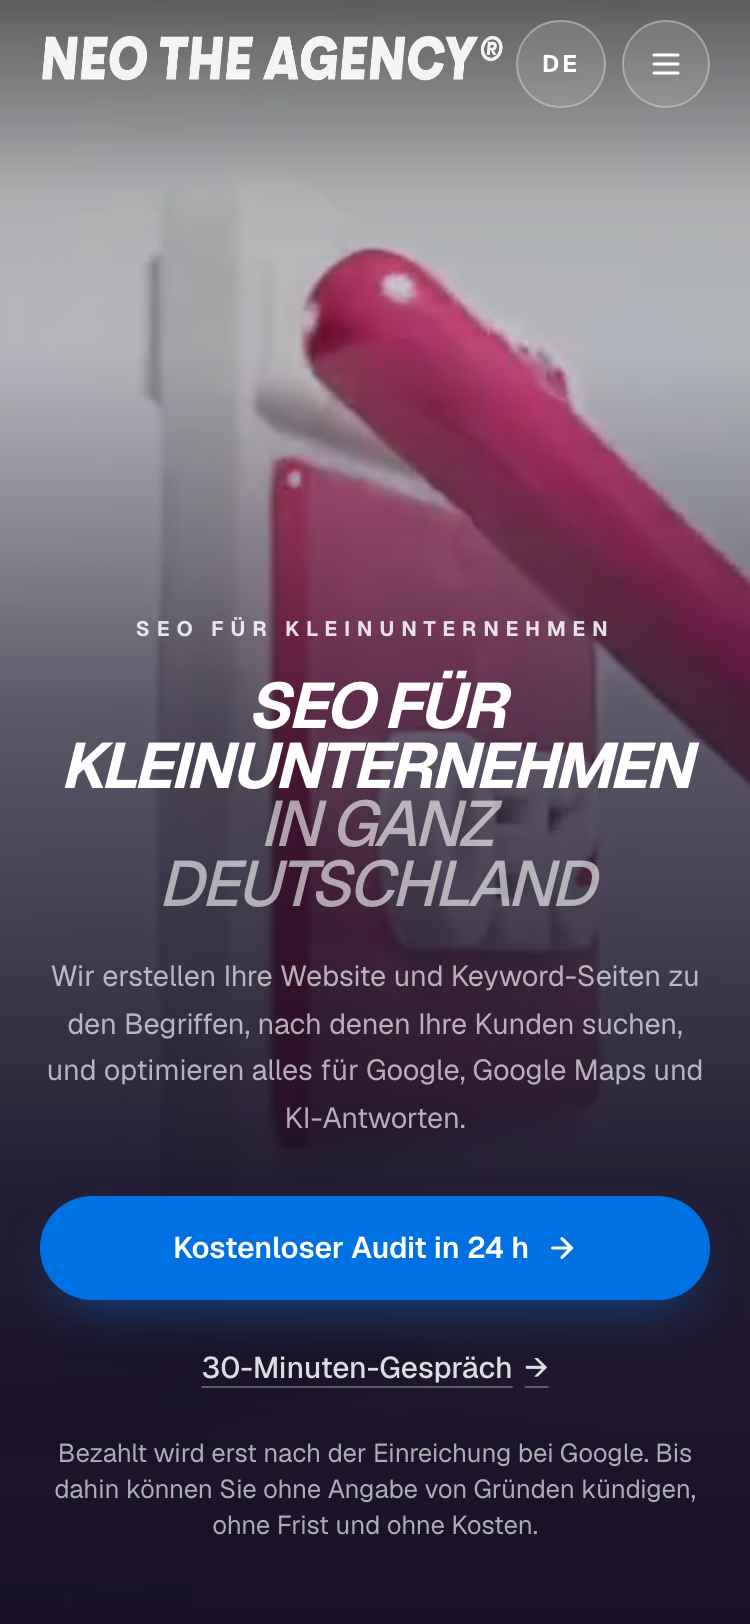 NEO THE AGENCY®
DE
SEO FÜR KLEINUNTERNEHMEN
SEO FÜR
KLEINUNTERNEHMEN
IN GANZ
DEUTSCHLAND
Wir erstellen Ihre Website und Keyword-Seiten zu
den Begriffen, nach denen Ihre Kunden suchen,
und optimieren alles für Google, Google Maps und
KI-Antworten.
Kostenloser Audit in 24 h →
30-Minuten-Gespräch →
Bezahlt wird erst nach der Einreichung bei Google. Bis
dahin können Sie ohne Angabe von Gründen kündigen,
ohne Frist und ohne Kosten.